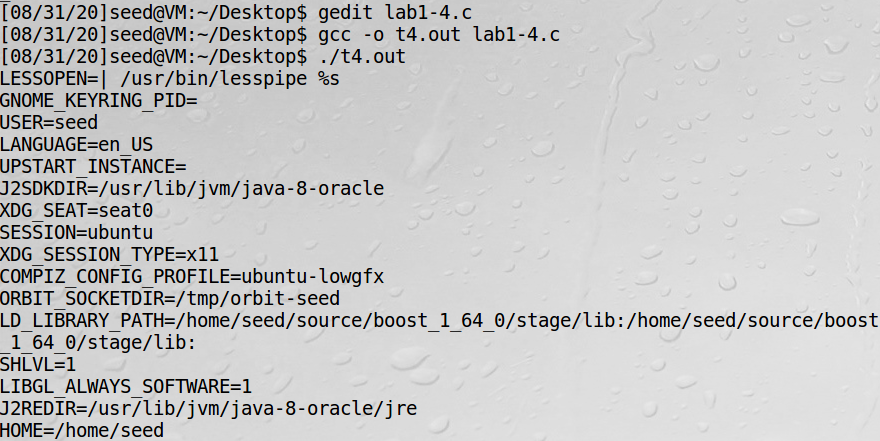 [08/31/20]seed@VM:~/Desktop$ gedit lab1-4.c
[08/31/20]seed@VM:~/Desktop$ gcc -o t4.out lab1-4.c
[08/31/20]seed@VM:~/Desktop$ ./t4.out
LESSOPEN=| /usr/bin/lesspipe %s
GNOME_KEYRING_PID=
USER=seed
LANGUAGE=en_US
UPSTART_INSTANCE=
J2SDKDIR=/usr/lib/jvm/java-8-oracle
XDG_SEAT=seat0
SESSION=ubuntu
XDG_SESSION_TYPE=x11
COMPIZ_CONFIG_PROFILE=ubuntu-lowgfx
ORBIT_SOCKETDIR=/tmp/orbit-seed
LD_LIBRARY_PATH=/home/seed/source/boost_1_64_0/stage/lib:/home/seed/source/boost
_1_64_0/stage/lib:
SHLVL=1
LIBGL_ALWAYS_SOFTWARE=1
J2REDIR=/usr/lib/jvm/java-8-oracle/jre
HOME=/home/seed